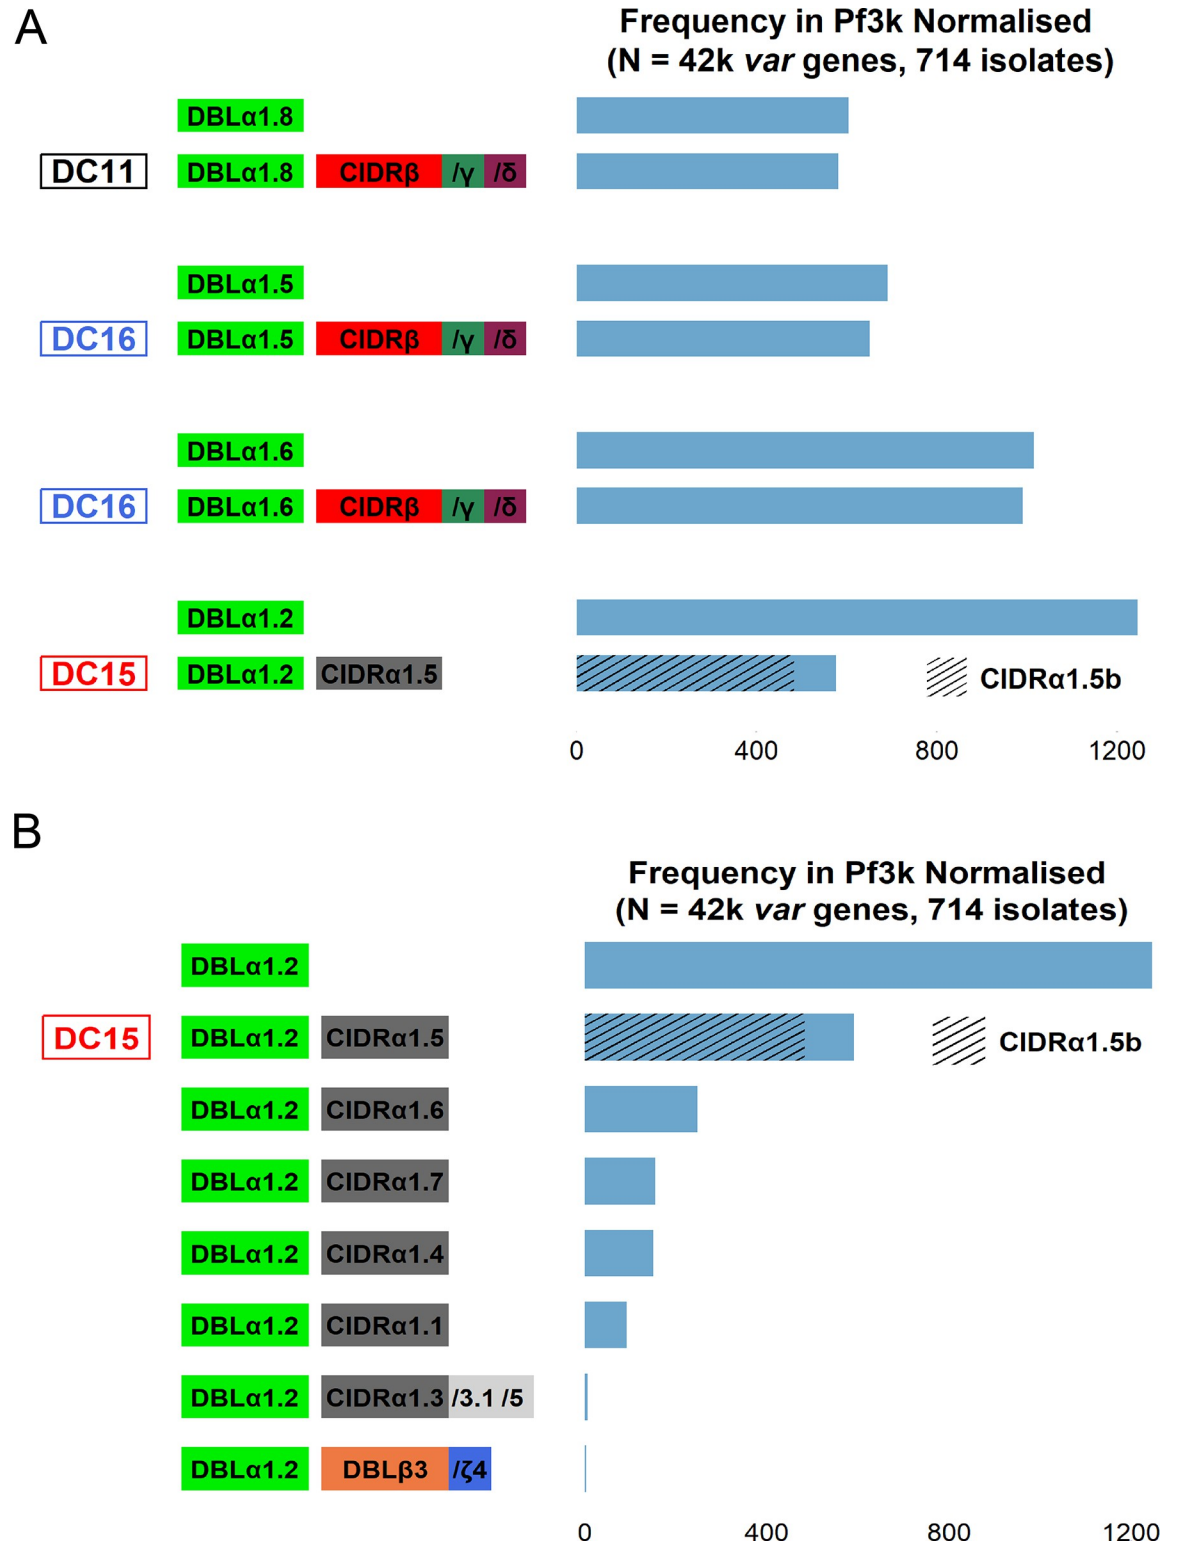 A
Frequency in Pf3k Normalised
(N = 42k var genes, 714 isolates)
DBLα1.8
DC11 DBLα1.8 CIDRβ /γ /δ
DBLα1.5
DC16 DBLα1.5 CIDRβ /γ /δ
DBLα1.6
DC16 DBLα1.6 CIDRβ /γ /δ
DBLα1.2
DC15 DBLα1.2 CIDRα1.5 CIDRα1.5b
0 400 800 1200
B
Frequency in Pf3k Normalised
(N = 42k var genes, 714 isolates)
DBLα1.2
DC15 DBLα1.2 CIDRα1.5 CIDRα1.5b
DBLα1.2 CIDRα1.6
DBLα1.2 CIDRα1.7
DBLα1.2 CIDRα1.4
DBLα1.2 CIDRα1.1
DBLα1.2 CIDRα1.3 /3.1 /5
DBLα1.2 DBLβ3 /ζ4
0 400 800 1200